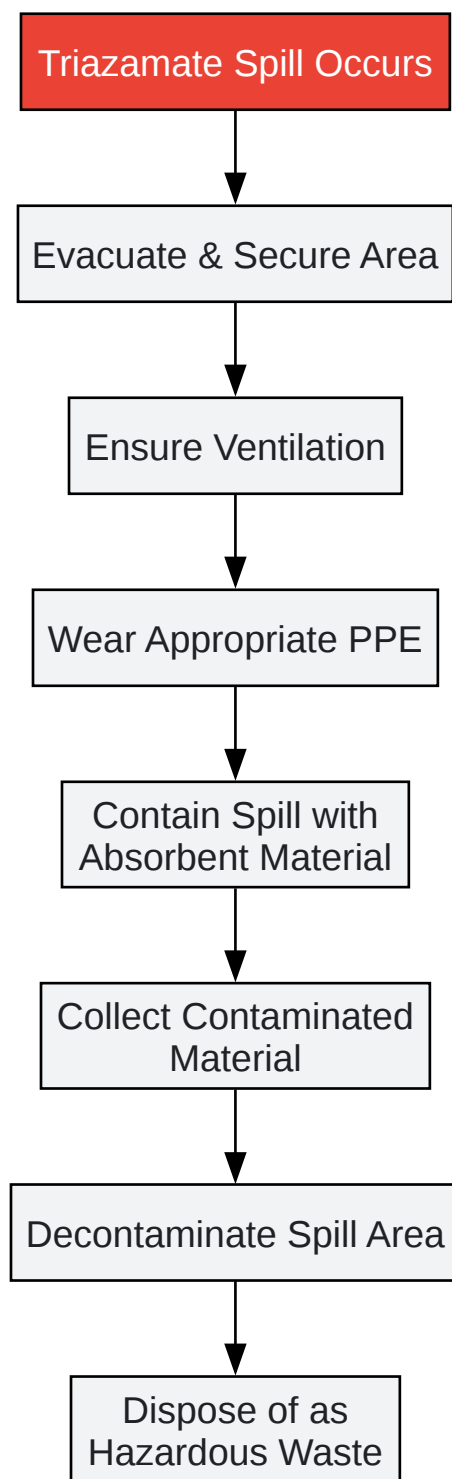 Triazamate Spill Occurs
Evacuate & Secure Area
Ensure Ventilation
Wear Appropriate PPE
Contain Spill with
Absorbent Material
Collect Contaminated
Material
Decontaminate Spill Area
Dispose of as
Hazardous Waste